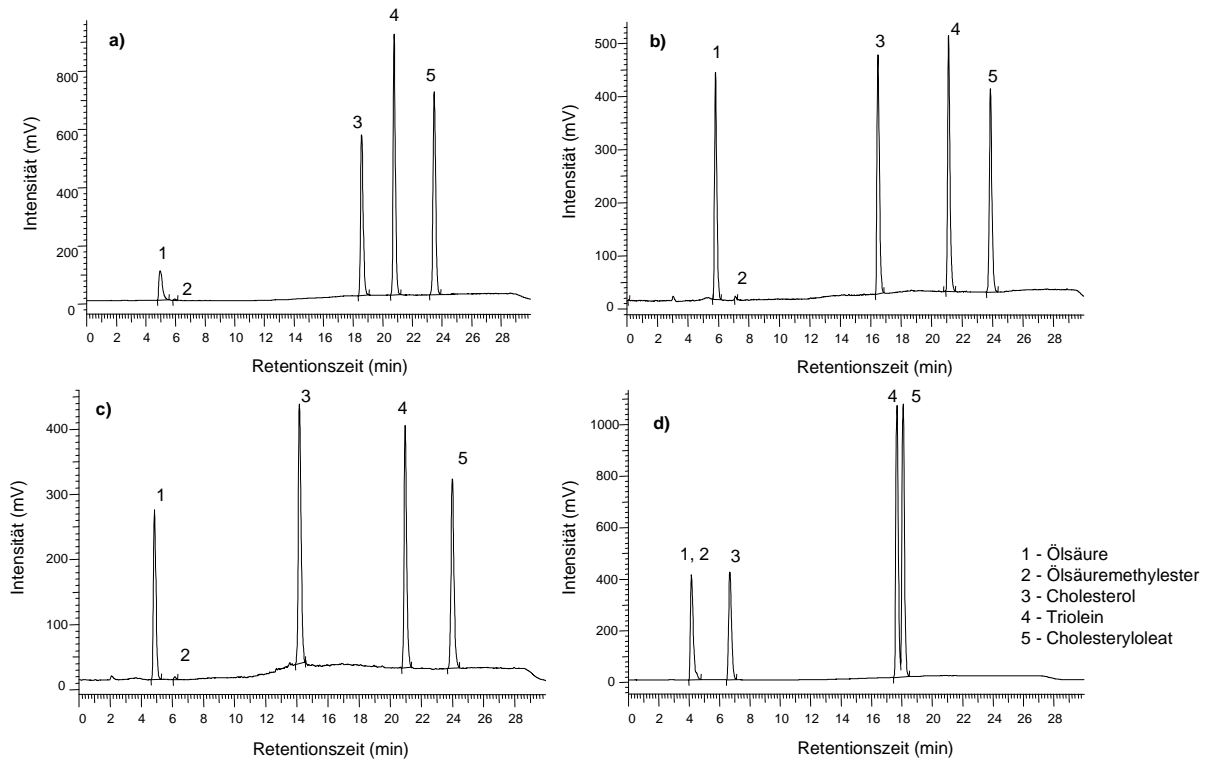 a)
Intensität (mV)
800
600
400
200
0
1
2
3
4
5
0 2 4 6 8 10 12 14 16 18 20 22 24 26 28
Retentionszeit (min)
b)
Intensität (mV)
500
400
300
200
100
0
1
2
3
4
5
0 2 4 6 8 10 12 14 16 18 20 22 24 26 28
Retentionszeit (min)
c)
Intensität (mV)
400
300
200
100
0
1
2
3
4
5
0 2 4 6 8 10 12 14 16 18 20 22 24 26 28
Retentionszeit (min)
d)
Intensität (mV)
1000
800
600
400
200
0
1, 2
3
4
5
0 2 4 6 8 10 12 14 16 18 20 22 24 26 28
Retentionszeit (min)
1 - Ölsäure
2 - Ölsäuremethylester
3 - Cholesterol
4 - Triolein
5 - Cholesteryloleat